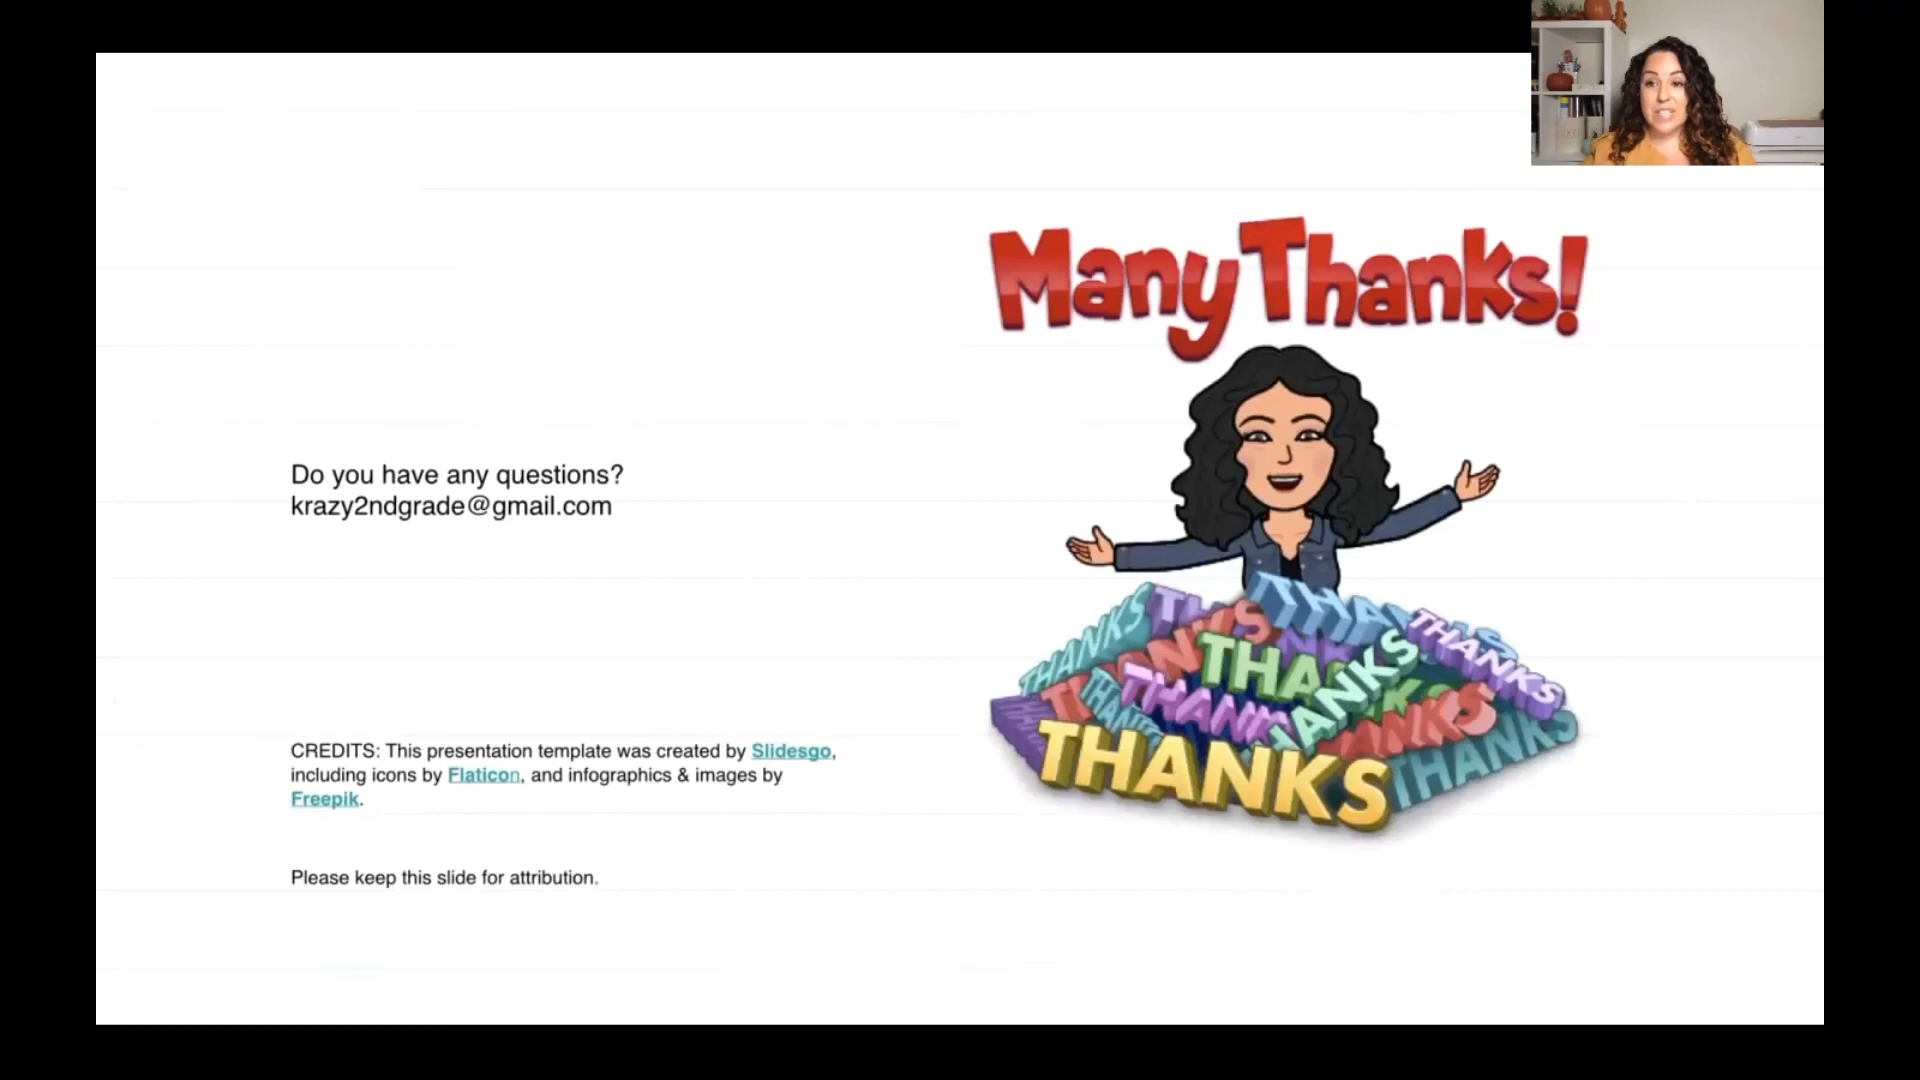 Many Thanks!
Do you have any questions?
krazy2ndgrade@gmail.com
THANKS
THANKS
THANKS
THANKS
THANKS
CREDITS: This presentation template was created by Slidesgo,
including icons by Flaticon, and infographics & images by
Freepik.
Please keep this slide for attribution.